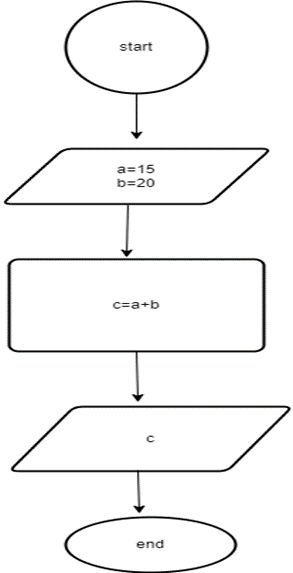 start
a=15
b=20
c=a+b
c
end